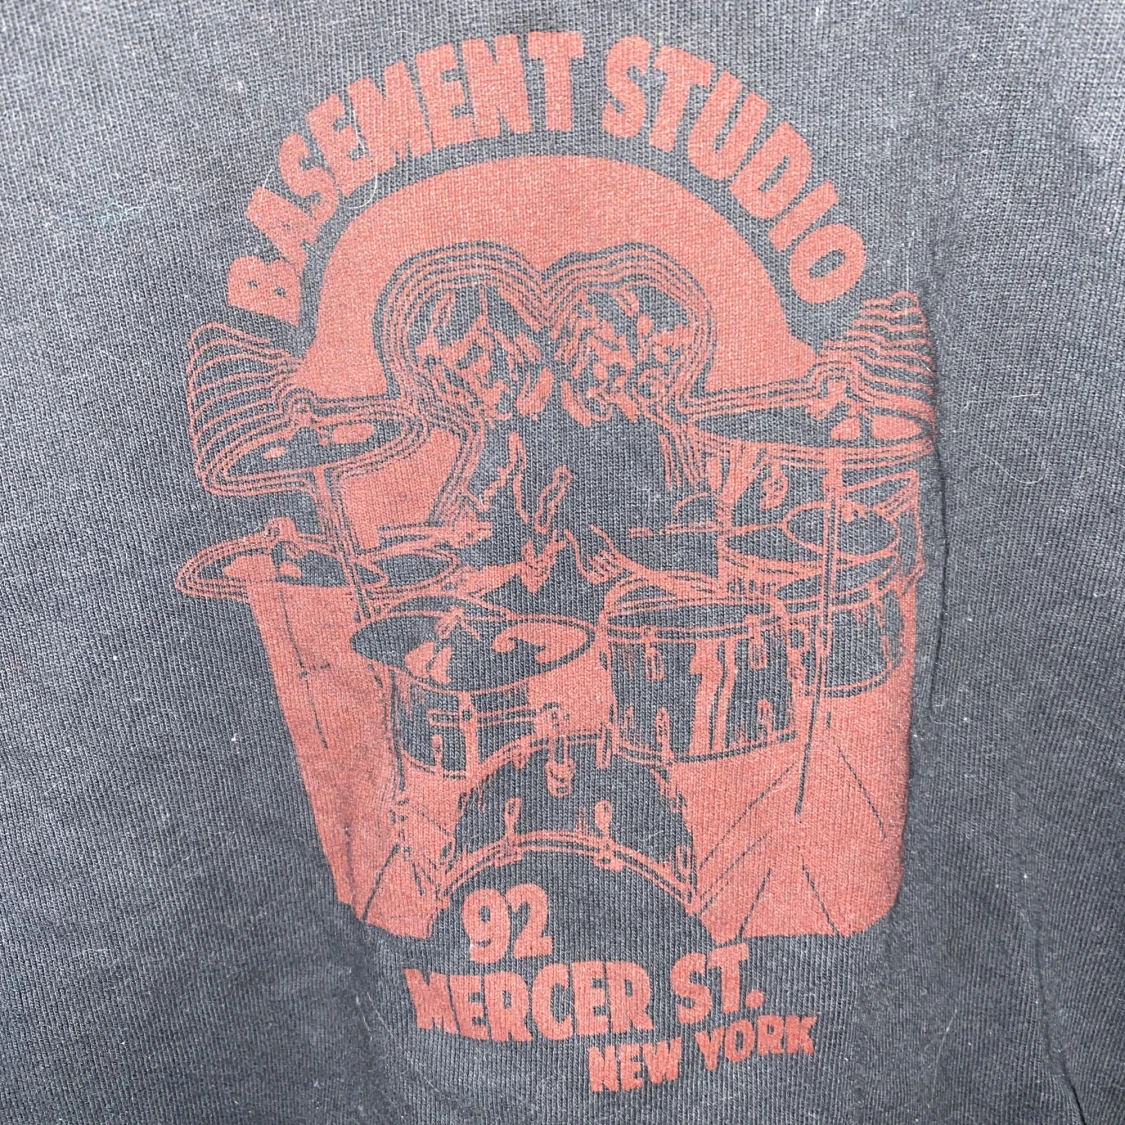 BASEMENT STUDIO
92
MERCER ST.
NEW YORK